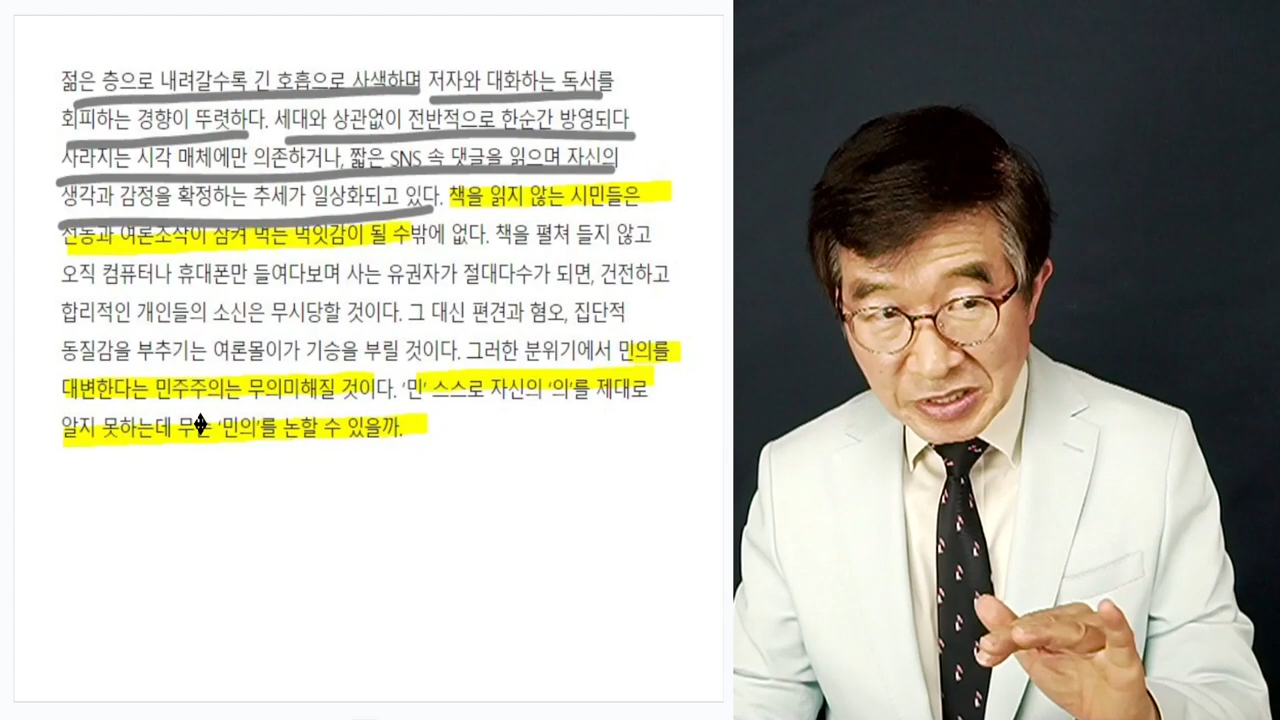 젊은 층으로 내려갈수록 긴 호흡으로 사색하며 저자와 대화하는 독서를
회피하는 경향이 뚜렷하다. 세대와 상관없이 전반적으로 한순간 방영되다
사라지는 시각 매체에만 의존하거나, 짧은 SNS 속 댓글을 읽으며 자신의
생각과 감정을 확정하는 추세가 일상화되고 있다. 책을 읽지 않는 시민들은
선동과 여론조작이 삼켜 먹는 먹잇감이 될 수밖에 없다. 책을 펼쳐 들지 않고
오직 컴퓨터나 휴대폰만 들여다보며 사는 유권자가 절대다수가 되면, 건전하고
합리적인 개인들의 소신은 무시당할 것이다. 그 대신 편견과 혐오, 집단적
동질감을 부추기는 여론몰이가 기승을 부릴 것이다. 그러한 분위기에서 민의를
대변한다는 민주주의는 무의미해질 것이다. ‘민’ 스스로 자신의 ‘의’를 제대로
알지 못하는데 ‘민의’를 논할 수 있을까.